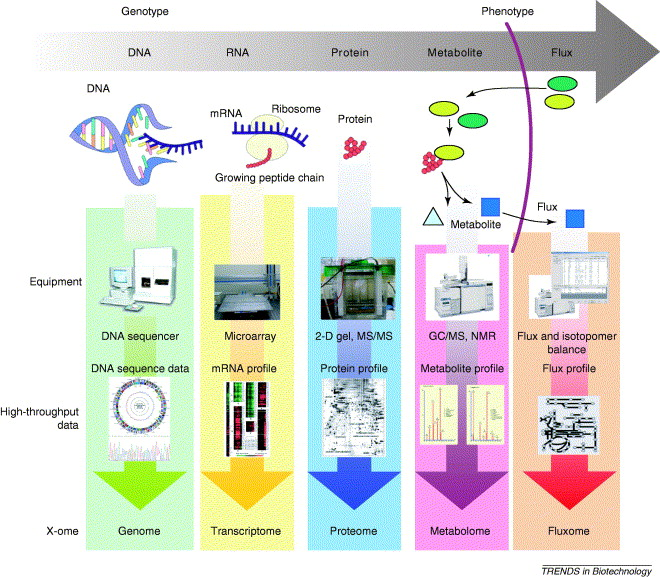 Genotype
Phenotype
DNA RNA Protein Metabolite Flux
DNA
mRNA
Ribosome
Growing peptide chain
Protein
Metabolite
Flux
Equipment
DNA sequencer
Microarray
2-D gel, MS/MS
GC/MS, NMR
Flux and isotopomer
balance
High-throughput
data
DNA sequence data
mRNA profile
Protein profile
Metabolite profile
Flux profile
X-ome
Genome
Transcriptome
Proteome
Metabolome
Fluxome
TRENDS in Biotechnology